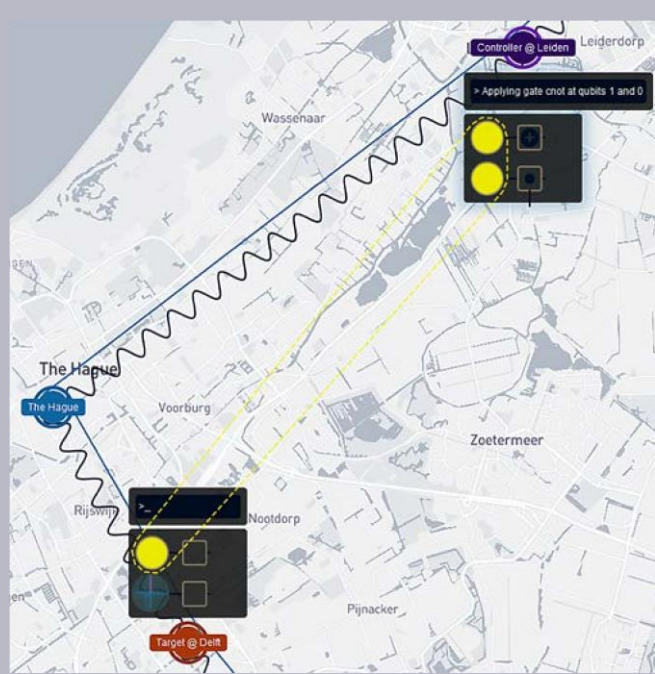 Controller @ Leiden
Leiderdorp
> Applying gate cnot at qubits 1 and 0
Wassenaar
The Hague
The Hague
Voorburg
Zoetermeer
>_
Rijswijk
Nootdorp
Pijnacker
Target @ Delft